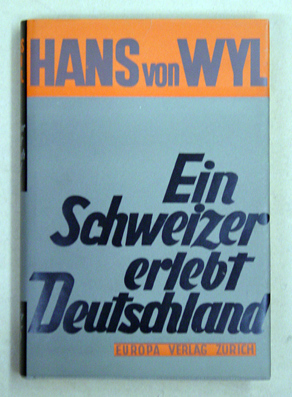 HANS von WYL
Ein
Schweizer
erlebt
Deutschland
EUROPA VERLAG ZÜRICH